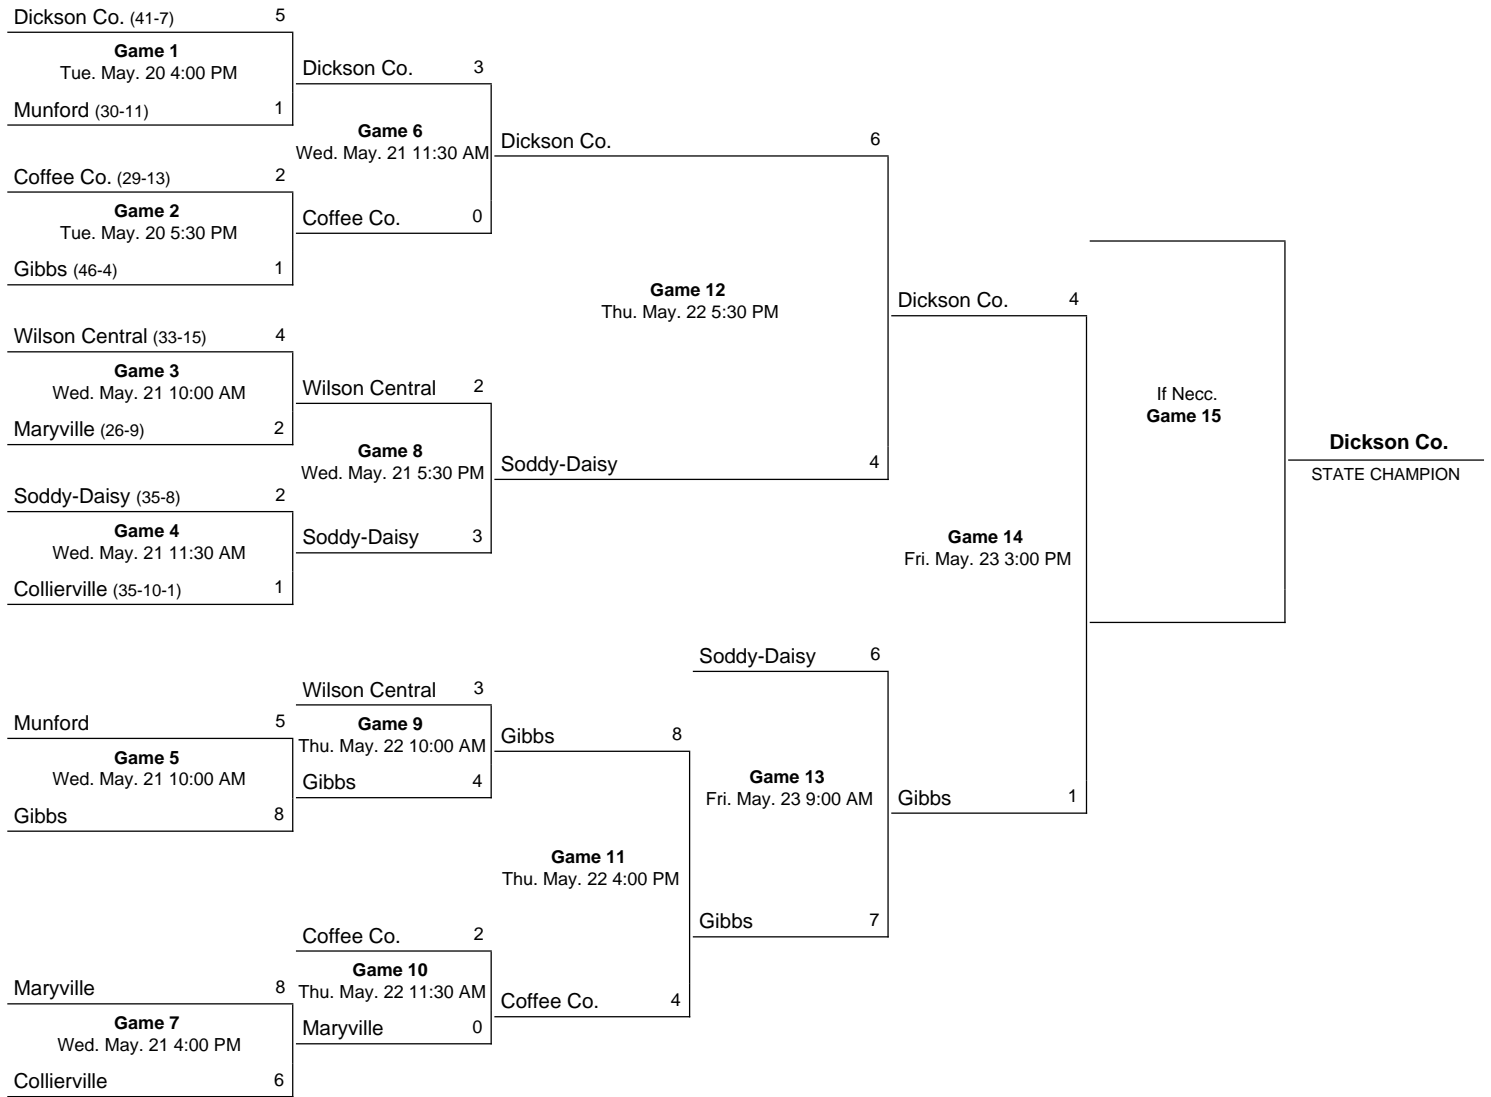 Dickson Co. (41-7) 5
Game 1
Tue. May. 20 4:00 PM
Munford (30-11) 1
Coffee Co. (29-13) 2
Game 2
Tue. May. 20 5:30 PM
Gibbs (46-4) 1
Wilson Central (33-15) 4
Game 3
Wed. May. 21 10:00 AM
Maryville (26-9) 2
Soddy-Daisy (35-8) 2
Game 4
Wed. May. 21 11:30 AM
Collierville (35-10-1) 1
Munford 5
Game 5
Wed. May. 21 10:00 AM
Gibbs 8
Maryville 8
Game 7
Wed. May. 21 4:00 PM
Collierville 6
Dickson Co. 3
Game 6
Wed. May. 21 11:30 AM
Coffee Co. 0
Wilson Central 2
Game 8
Wed. May. 21 5:30 PM
Soddy-Daisy 3
Wilson Central 3
Game 9
Thu. May. 22 10:00 AM
Gibbs 4
Coffee Co. 2
Game 10
Thu. May. 22 11:30 AM
Maryville 0
Dickson Co. 6
Game 12
Thu. May. 22 5:30 PM
Soddy-Daisy 4
Gibbs 8
Game 11
Thu. May. 22 4:00 PM
Coffee Co. 4
Soddy-Daisy 6
Game 13
Fri. May. 23 9:00 AM
Gibbs 7
Dickson Co. 4
Game 14
Fri. May. 23 3:00 PM
Gibbs 1
If Necc.
Game 15
Dickson Co.
STATE CHAMPION